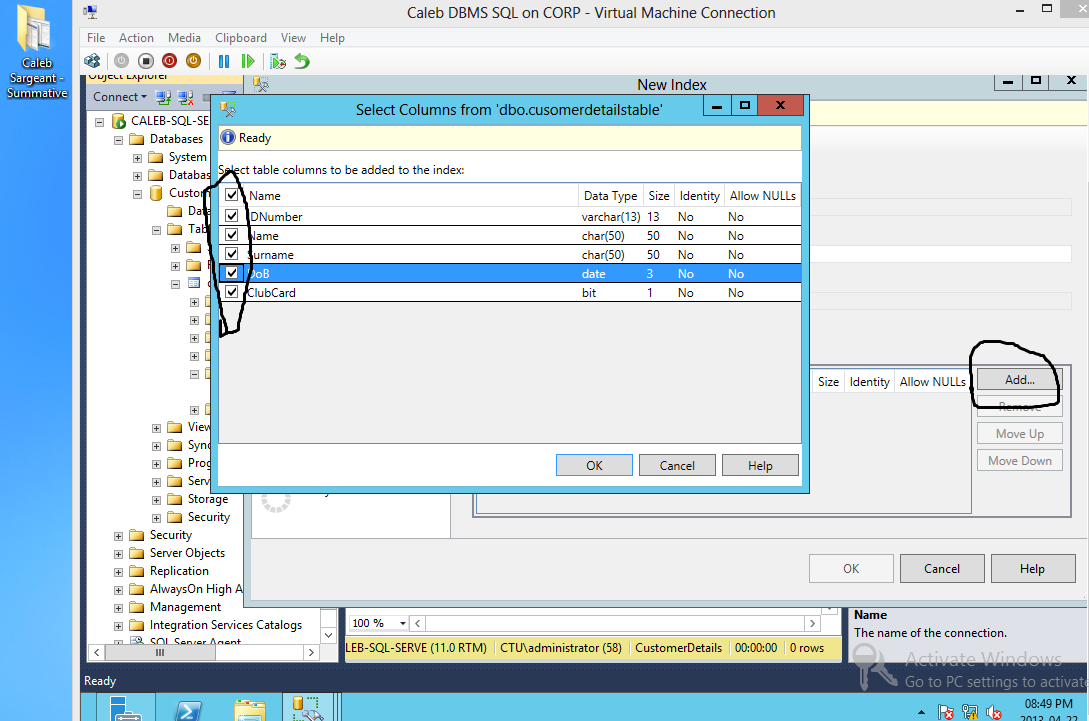 Caleb DBMS SQL on CORP - Virtual Machine Connection
File Action Media Clipboard View Help
Caleb
Sargeant -
Summative
Object Explorer
New Index
Connect
Select Columns from 'dbo.cusomerdetailstable'
CALEB-SQL-SE
Ready
Databases
System
Select table columns to be added to the index:
Databas
Name Data Type Size Identity Allow NULLs
Custom
IDNumber varchar(13) 13 No No
Dat
Name char(50) 50 No No
Tab
Surname char(50) 50 No No
DoB date 3 No No
ClubCard bit 1 No No
Size Identity Allow NULLs
Add...
Remove
Move Up
Move Down
View
Sync
Prog
Serv
OK Cancel Help
Storage
Security
Security
Server Objects
Replication
AlwaysOn High A
Management
Integration Services Catalogs
SQL Server Agent
OK Cancel Help
100 %
Name
The name of the connection.
LEB-SQL-SERVE (11.0 RTM) CTU\administrator (58) CustomerDetails 00:00:00 0 rows
Activate Windows
Go to PC settings to activate
Ready
08:49 PM
2013-04-22